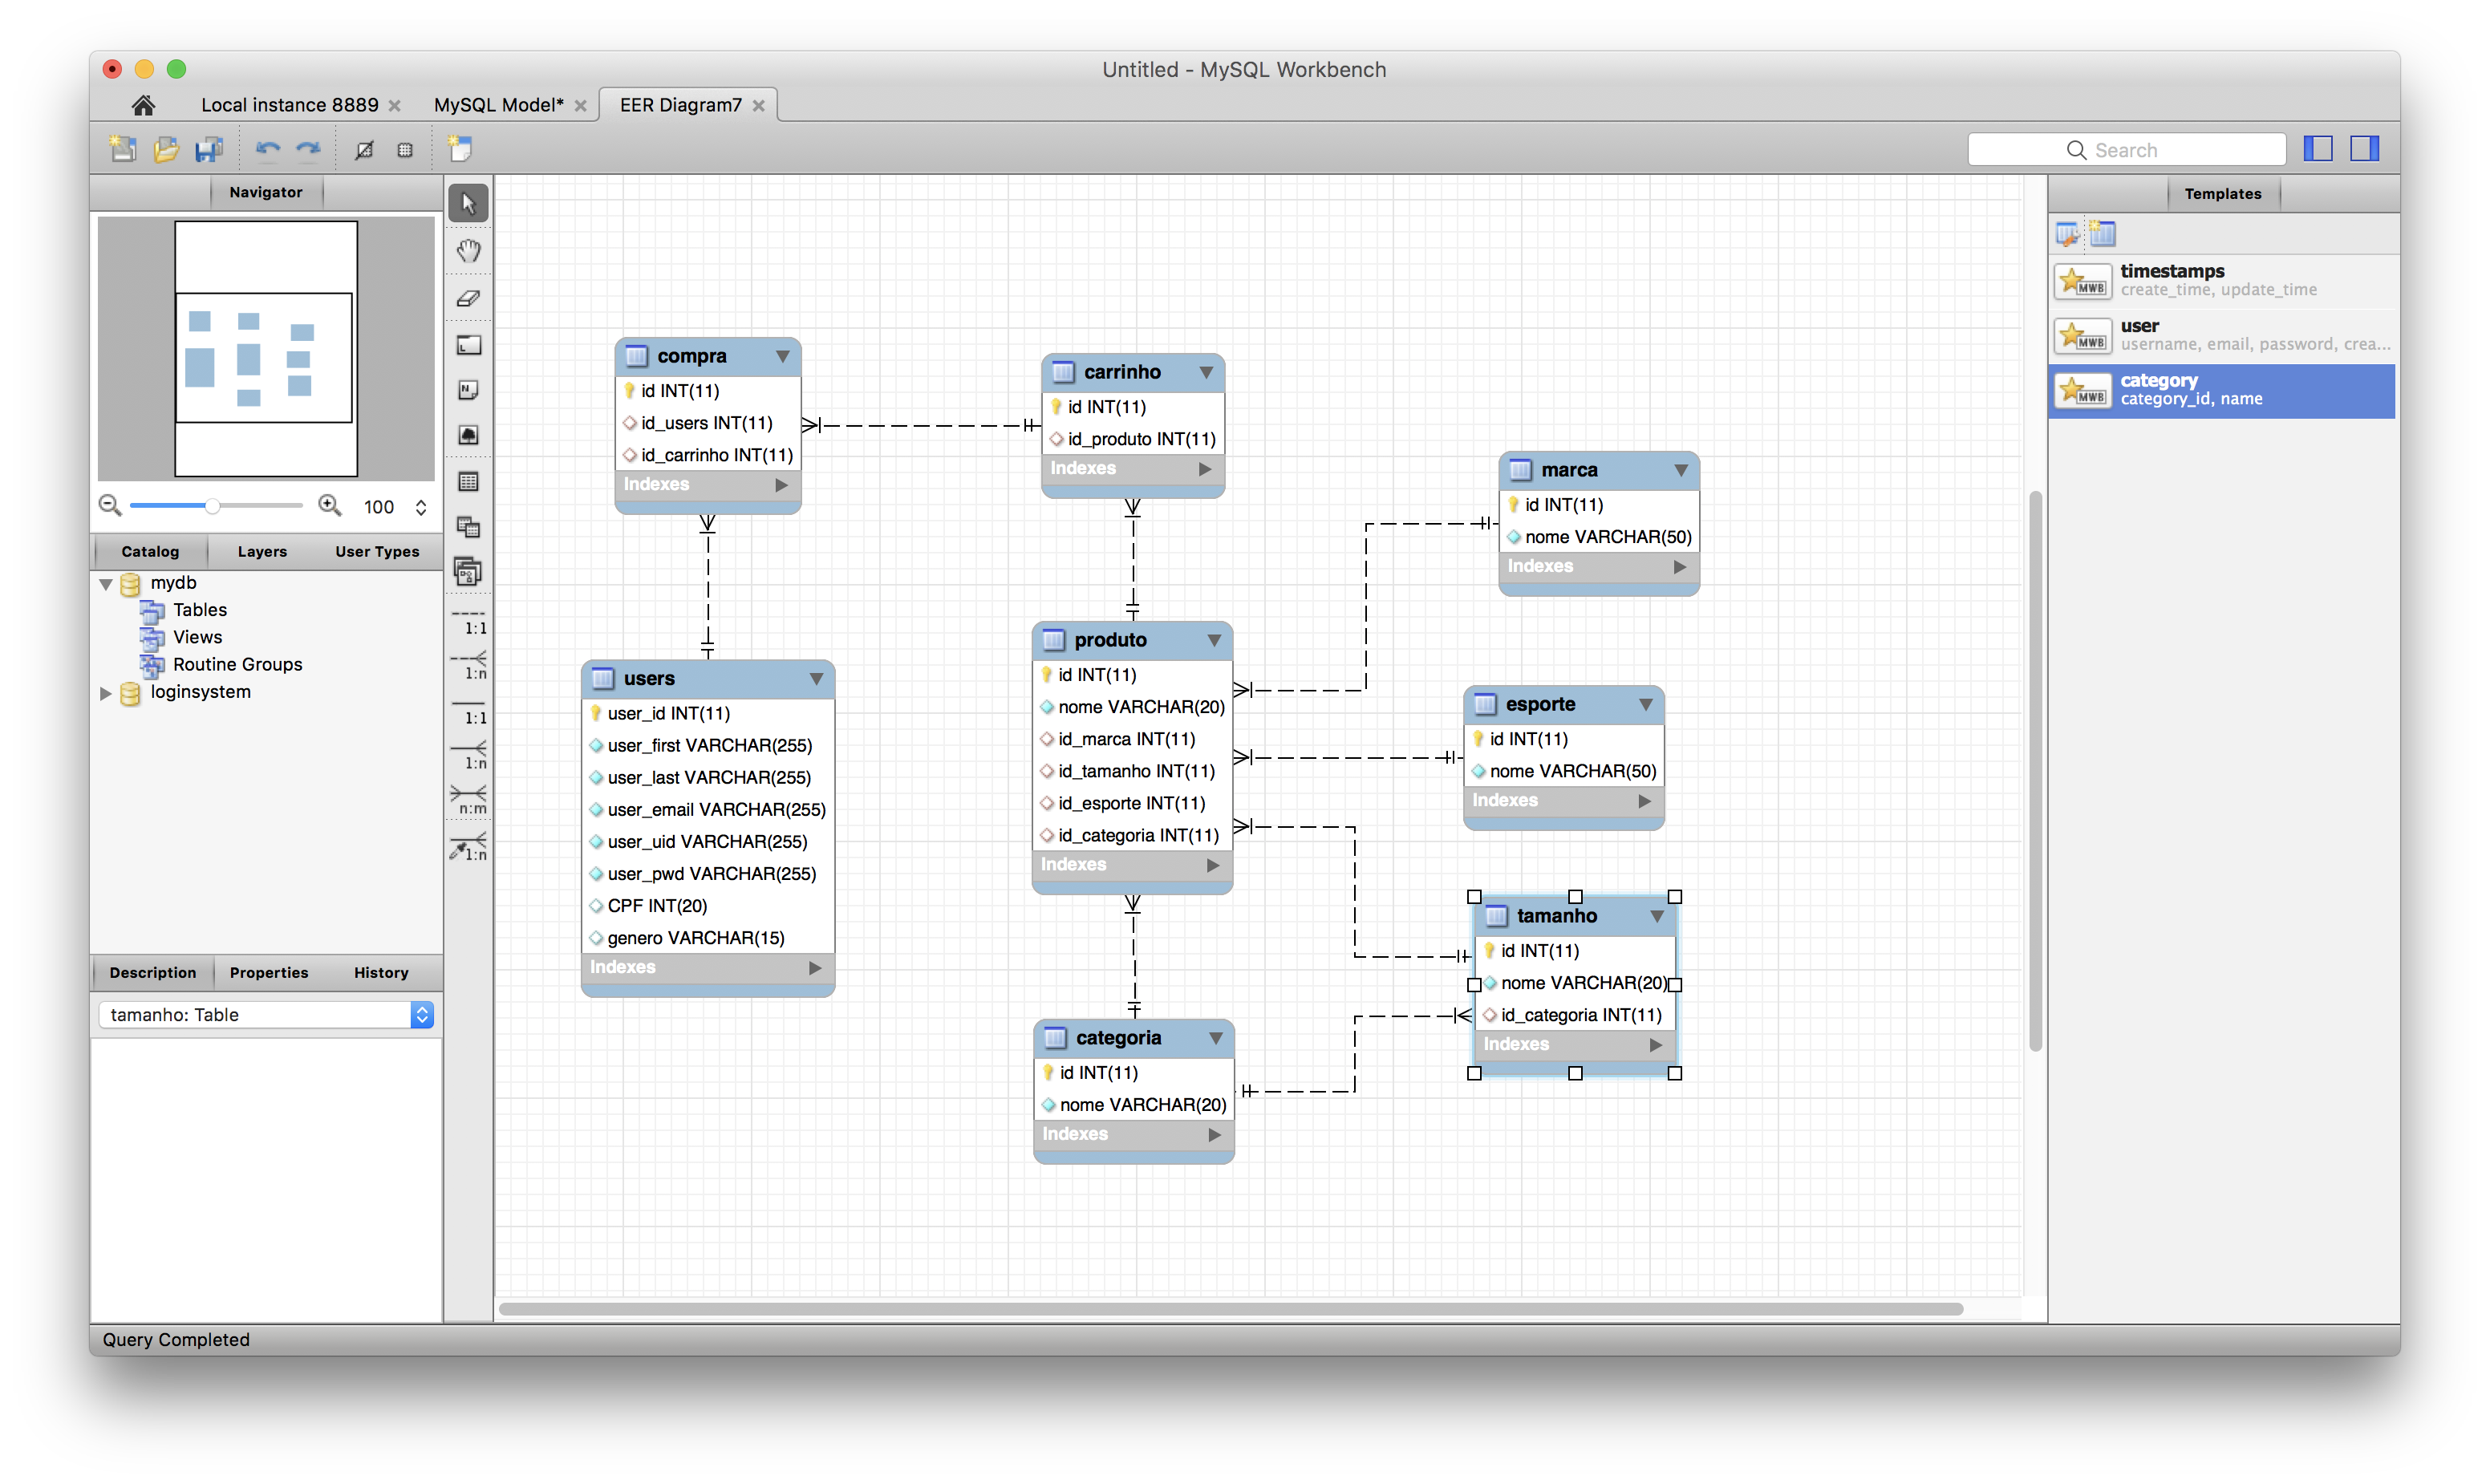 Untitled - MySQL Workbench
Local instance 8889
MySQL Model*
EER Diagram7
Search
Navigator
100
Catalog Layers User Types
mydb
Tables
Views
Routine Groups
loginsystem
Description Properties History
tamanho: Table
1:1
1:n
1:1
1:n
n:m
1:n
compra
id INT(11)
id_users INT(11)
id_carrinho INT(11)
Indexes
users
user_id INT(11)
user_first VARCHAR(255)
user_last VARCHAR(255)
user_email VARCHAR(255)
user_uid VARCHAR(255)
user_pwd VARCHAR(255)
CPF INT(20)
genero VARCHAR(15)
Indexes
carrinho
id INT(11)
id_produto INT(11)
Indexes
produto
id INT(11)
nome VARCHAR(20)
id_marca INT(11)
id_tamanho INT(11)
id_esporte INT(11)
id_categoria INT(11)
Indexes
categoria
id INT(11)
nome VARCHAR(20)
Indexes
marca
id INT(11)
nome VARCHAR(50)
Indexes
esporte
id INT(11)
nome VARCHAR(50)
Indexes
tamanho
id INT(11)
nome VARCHAR(20)
id_categoria INT(11)
Indexes
Templates
MWB
timestamps
create_time, update_time
MWB
user
username, email, password, crea...
MWB
category
category_id, name
Query Completed